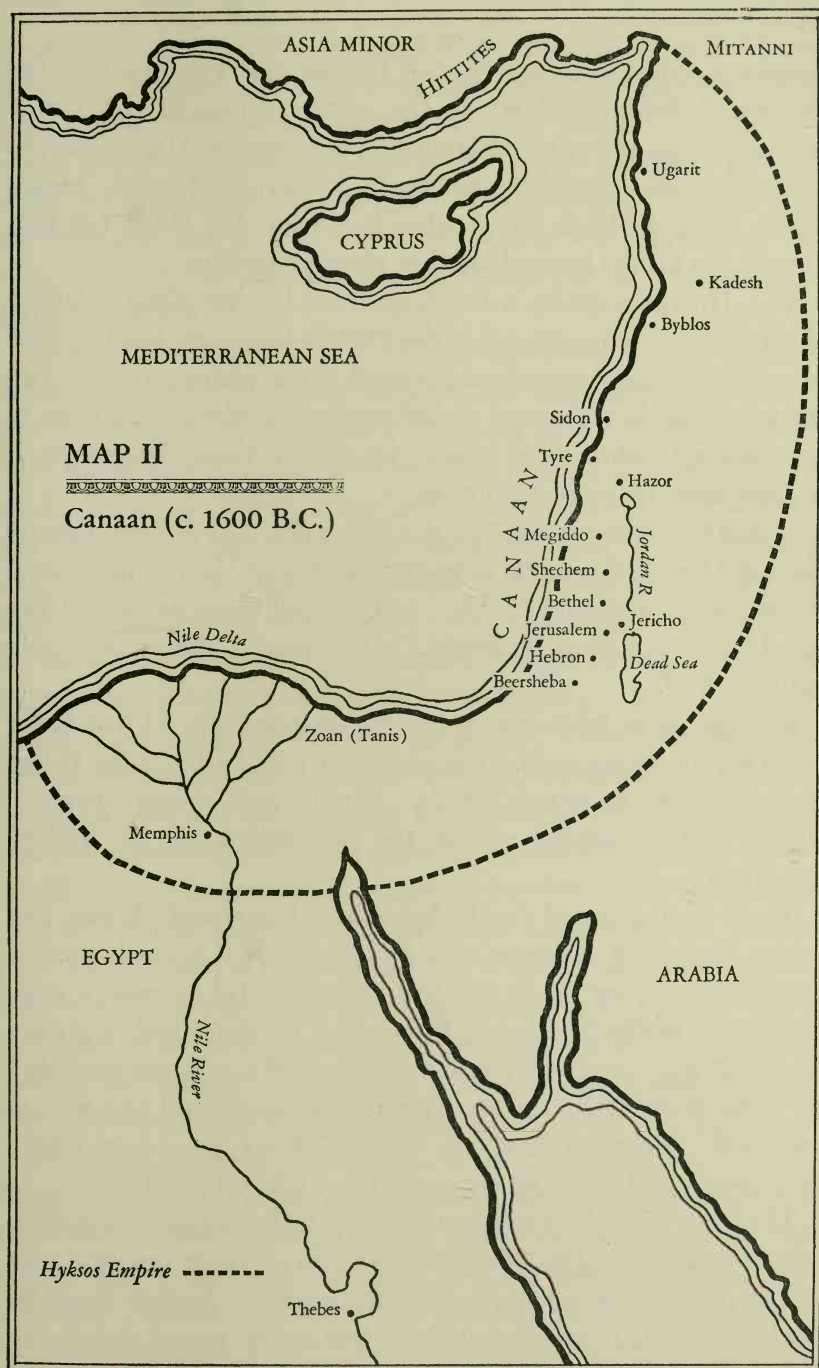 ASIA MINOR
HITTITES
MITANNI
Ugarit
CYPRUS
Kadesh
Byblos
MEDITERRANEAN SEA
Sidon
MAP II
Tyre
Hazor
Canaan (c. 1600 B.C.)
CANAAN
Jordan R
Megiddo
Shechem
Bethel
Jericho
Jerusalem
Nile Delta
Hebron
Dead Sea
Beersheba
Zoan (Tanis)
Memphis
EGYPT
ARABIA
Nile River
Hyksos Empire
Thebes